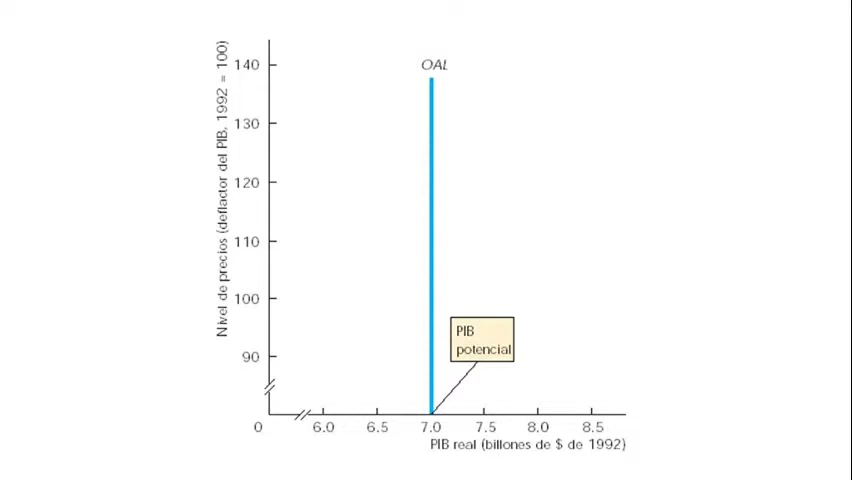 Nivel de precios (deflactor del PIB, 1992 = 100)
140
130
120
110
100
90
OAL
PIB
potencial
0 6.0 6.5 7.0 7.5 8.0 8.5
PIB real (billones de $ de 1992)